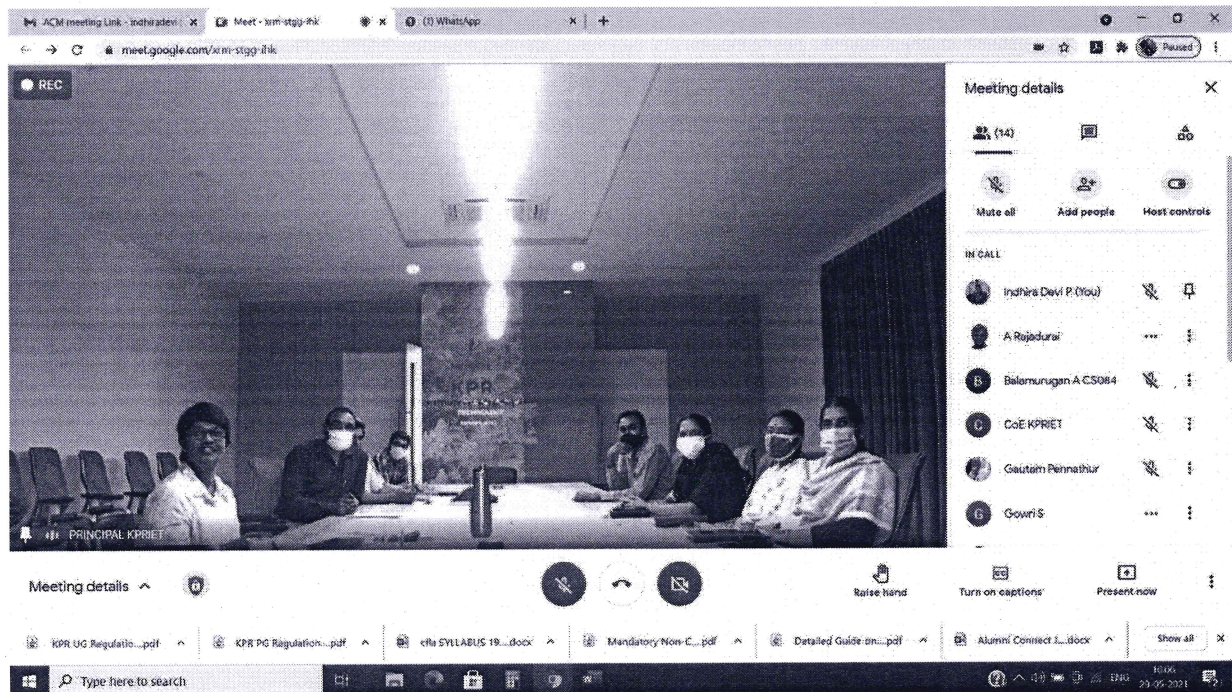 ACM meeting Link - indhiradevi
Meet - xrm-stgg-ihk
(1) WhatsApp
meet.google.com/xrm-stgg-ihk
Paused
REC
KPR
PRINCIPAL KPRIET
Meeting details
(14)
Mute all
Add people
Host controls
IN CALL
Indhira Devi P (You)
A Rajadurai
B
Balamurugan A CS084
C
CoE KPRIET
Gautam Pennathur
G
Gowri S
Meeting details
Raise hand
CC
Turn on captions
Present now
KPR UG Regulatio....pdf
KPR PG Regulation....pdf
SYLLABUS 19....docx
Mandatory Non-C....pdf
Detailed Guide on....pdf
Alumni Connect I....docx
Show all
Type here to search
ENG
29-05-2021